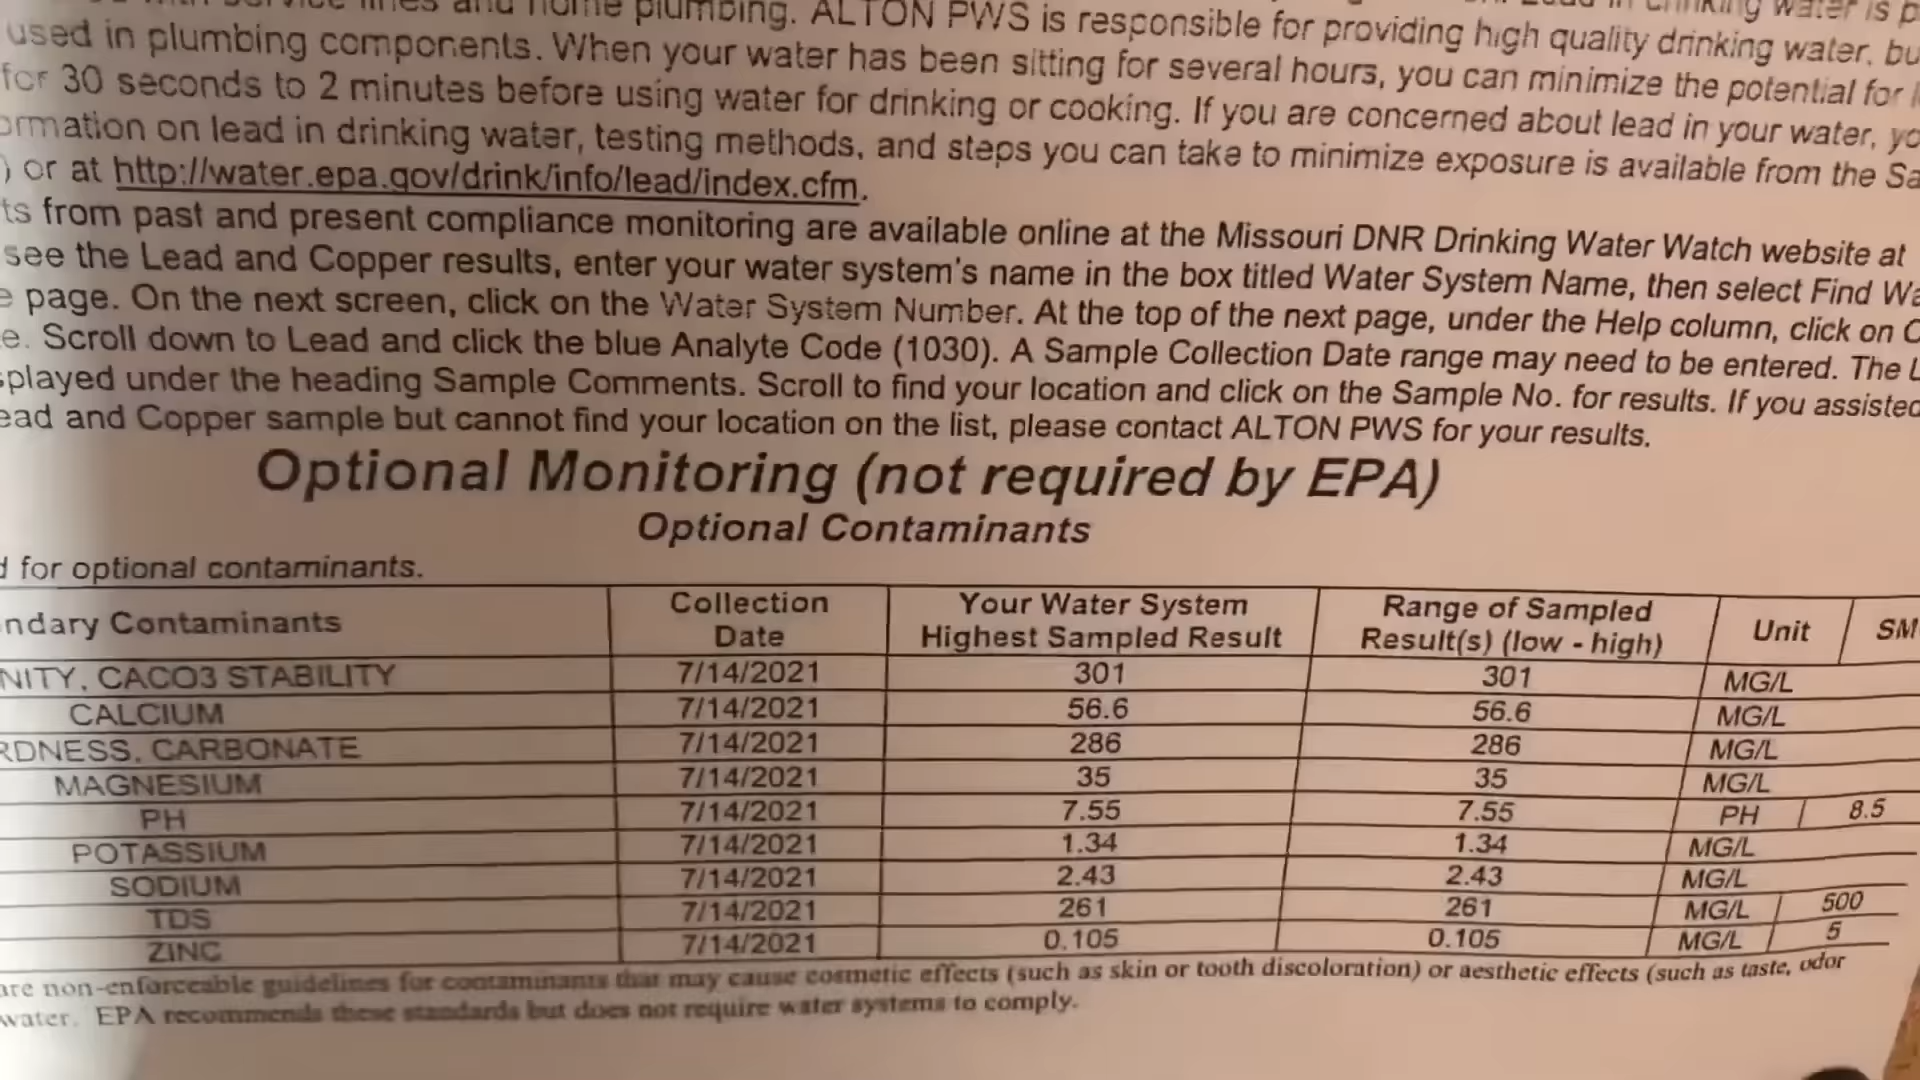 service lines and home plumbing. ALTON PWS is responsible for providing high quality drinking water, bu
used in plumbing components. When your water has been sitting for several hours, you can minimize the potential for
for 30 seconds to 2 minutes before using water for drinking or cooking. If you are concerned about lead in your water, yo
ormation on lead in drinking water, testing methods, and steps you can take to minimize exposure is available from the Sa
) or at http://water.epa.gov/drink/info/lead/index.cfm.
ts from past and present compliance monitoring are available online at the Missouri DNR Drinking Water Watch website at
see the Lead and Copper results, enter your water system's name in the box titled Water System Name, then select Find Wa
e page. On the next screen, click on the Water System Number. At the top of the next page, under the Help column, click on C
e. Scroll down to Lead and click the blue Analyte Code (1030). A Sample Collection Date range may need to be entered. The L
splayed under the heading Sample Comments. Scroll to find your location and click on the Sample No. for results. If you assisted
ead and Copper sample but cannot find your location on the list, please contact ALTON PWS for your results.
Optional Monitoring (not required by EPA)
Optional Contaminants
d for optional contaminants.
ndary Contaminants Collection Date Your Water System Highest Sampled Result Range of Sampled Result(s) (low - high) Unit SM
NITY, CACO3 STABILITY 7/14/2021 301 301 MG/L
CALCIUM 7/14/2021 56.6 56.6 MG/L
RDNESS, CARBONATE 7/14/2021 286 286 MG/L
MAGNESIUM 7/14/2021 35 35 MG/L
PH 7/14/2021 7.55 7.55 PH 8.5
POTASSIUM 7/14/2021 1.34 1.34 MG/L
SODIUM 7/14/2021 2.43 2.43 MG/L
TDS 7/14/2021 261 261 MG/L 500
ZINC 7/14/2021 0.105 0.105 MG/L 5
are non-enforceable guidelines for contaminants that may cause cosmetic effects (such as skin or tooth discoloration) or aesthetic effects (such as taste, odor
water. EPA recommends these standards but does not require water systems to comply.